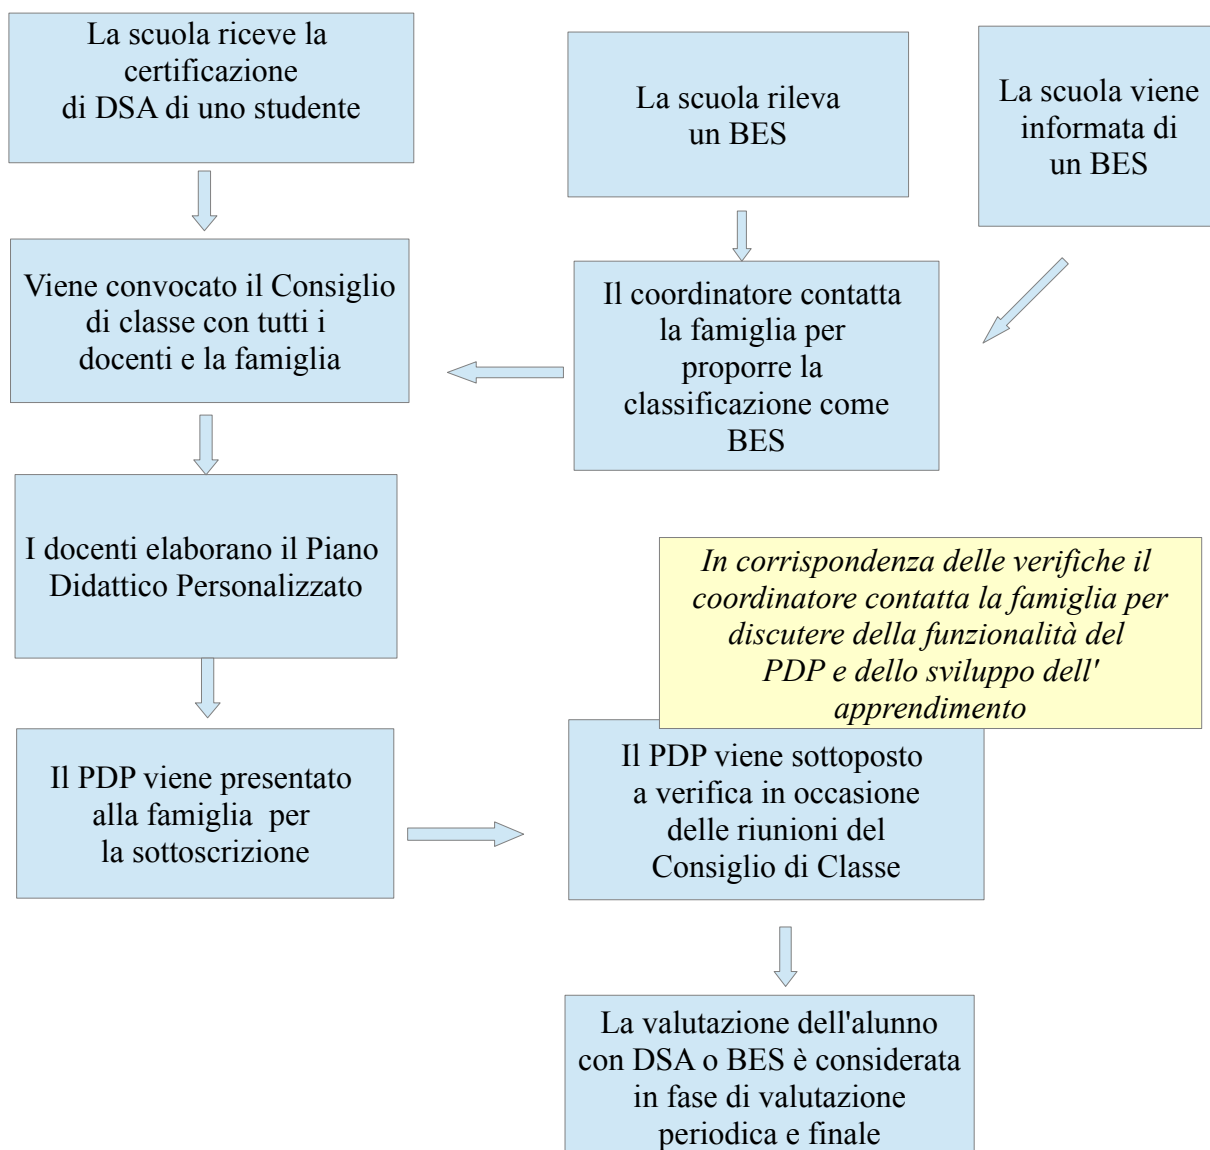 La scuola riceve la
certificazione
di DSA di uno studente
La scuola rileva
un BES
La scuola viene
informata di
un BES
Viene convocato il Consiglio
di classe con tutti i
docenti e la famiglia
Il coordinatore contatta
la famiglia per
proporre la
classificazione come
BES
I docenti elaborano il Piano
Didattico Personalizzato
In corrispondenza delle verifiche il
coordinatore contatta la famiglia per
discutere della funzionalità del
PDP e dello sviluppo dell'
apprendimento
Il PDP viene presentato
alla famiglia per
la sottoscrizione
Il PDP viene sottoposto
a verifica in occasione
delle riunioni del
Consiglio di Classe
La valutazione dell'alunno
con DSA o BES è considerata
in fase di valutazione
periodica e finale